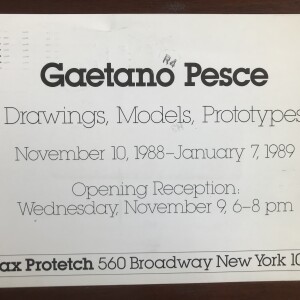 R4
Gaetano Pesce
Drawings, Models, Prototypes
November 10, 1988–January 7, 1989
Opening Reception:
Wednesday, November 9, 6–8 pm
ax Protetch 560 Broadway New York 10